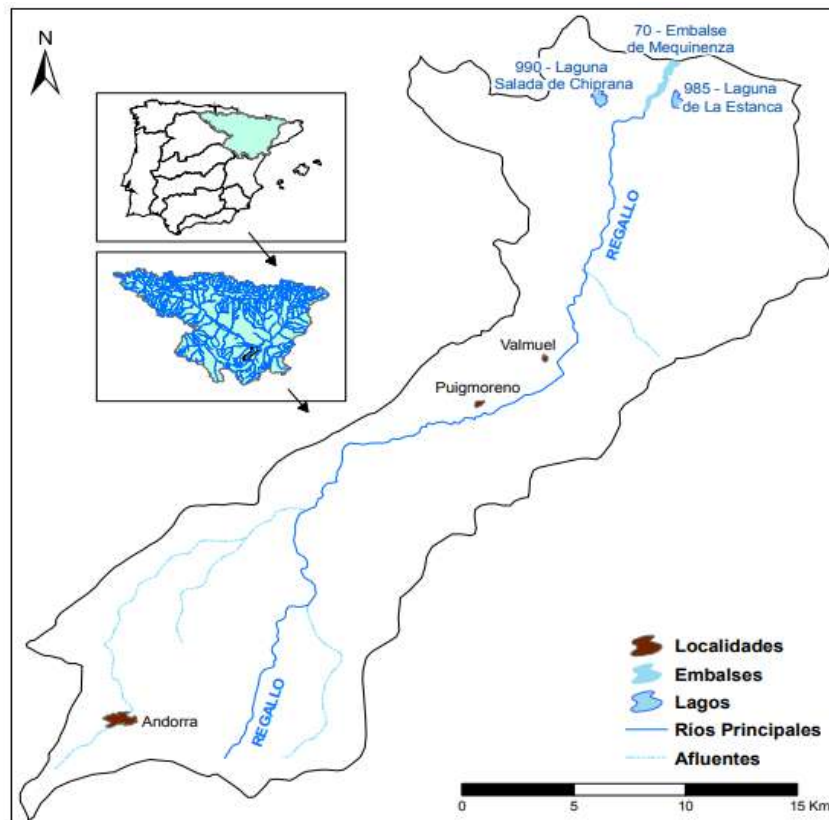 N
70 - Embalse
de Mequinenza
990 - Laguna
Salada de Chiprana
985 - Laguna
de La Estanca
REGALLO
Valmuel
Puigmoreno
REGALLO
Andorra
Localidades
Embalses
Lagos
Ríos Principales
Afluentes
0 5 10 15 Km